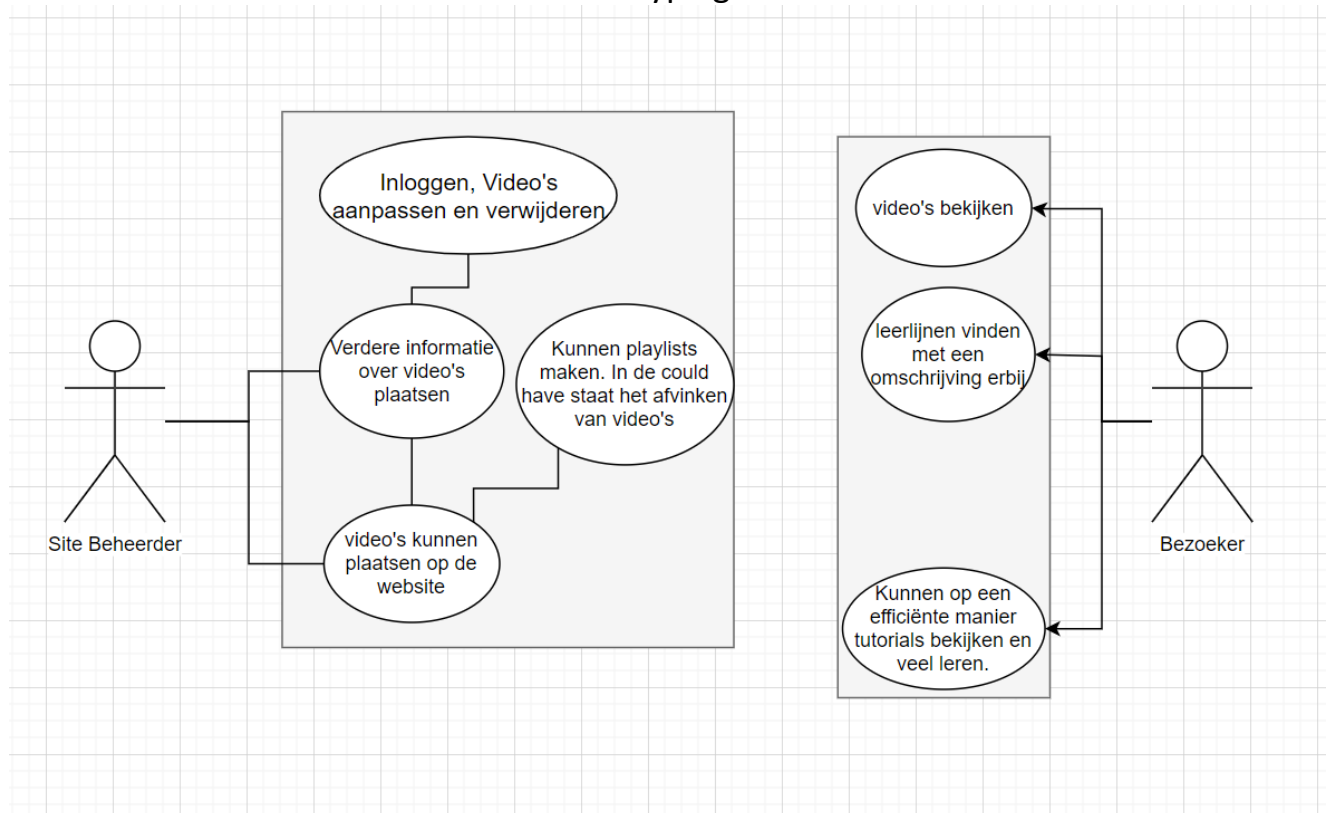 Inloggen, Video's
aanpassen en verwijderen
Verdere informatie
over video's
plaatsen
Kunnen playlists
maken. In de could
have staat het afvinken
van video's
video's kunnen
plaatsen op de
website
Site Beheerder
video's bekijken
leerlijnen vinden
met een
omschrijving erbij
Kunnen op een
efficiënte manier
tutorials bekijken en
veel leren.
Bezoeker